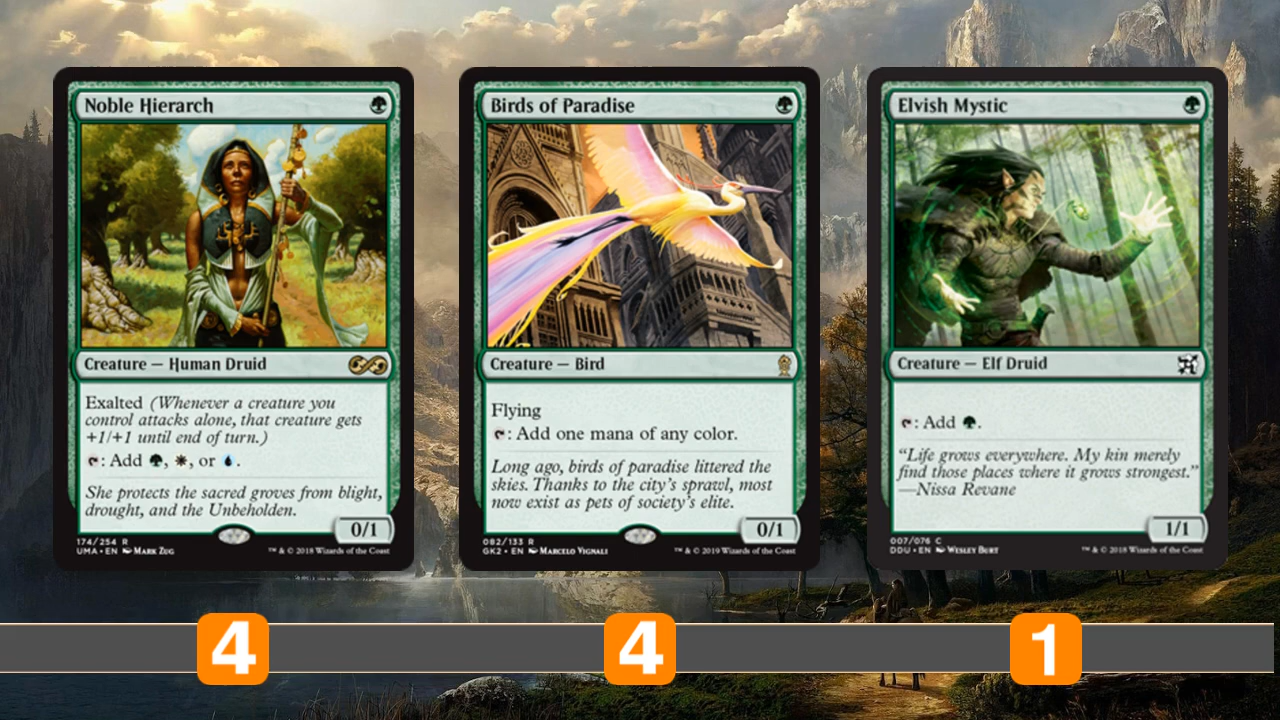 Noble Hierarch
Creature — Human Druid
Exalted (Whenever a creature you
control attacks alone, that creature gets
+1/+1 until end of turn.)
: Add , , or .
She protects the sacred groves from blight,
drought, and the Unbeholden.
0/1
174/254 R
UMA • EN Mark Zug
™ & © 2018 Wizards of the Coast
4
Birds of Paradise
Creature — Bird
Flying
: Add one mana of any color.
Long ago, birds of paradise littered the
skies. Thanks to the city's sprawl, most
now exist as pets of society's elite.
0/1
082/133 R
GK2 • EN Marcelo Vignali
™ & © 2019 Wizards of the Coast
4
Elvish Mystic
Creature — Elf Druid
: Add .
“Life grows everywhere. My kin merely
find those places where it grows strongest.”
—Nissa Revane
1/1
007/076 C
DDU • EN Wesley Burt
™ & © 2018 Wizards of the Coast
1